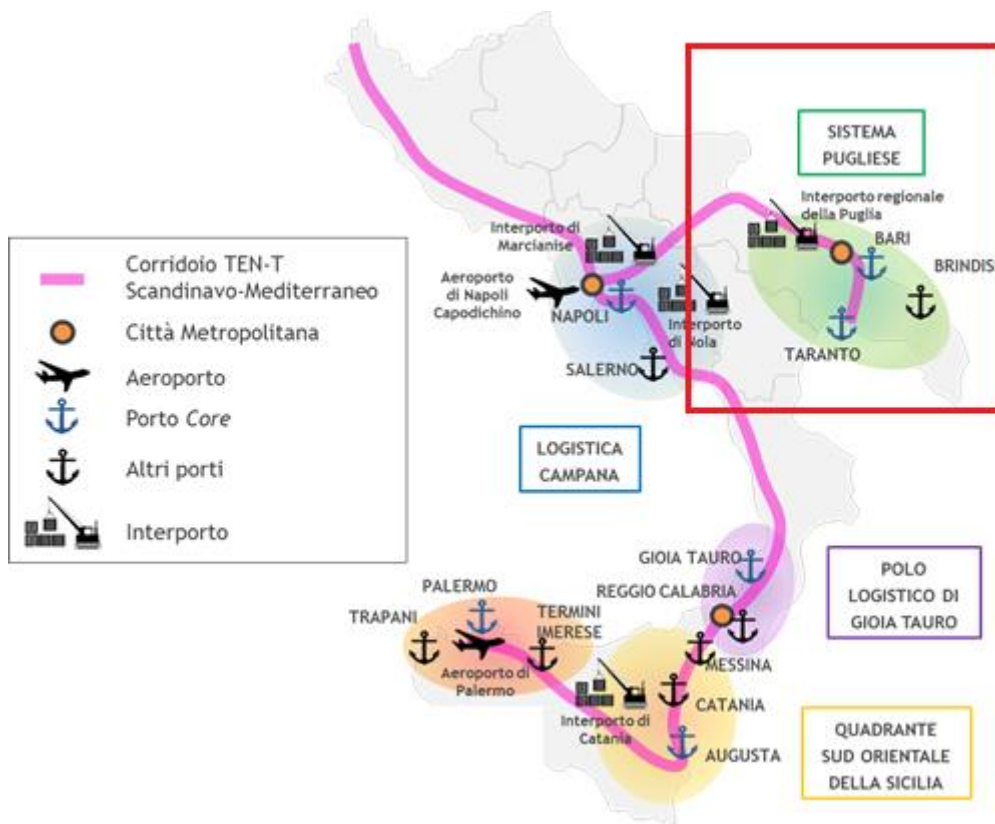 Corridoio TEN-T
Scandinavo-Mediterraneo
Città Metropolitana
Aeroporto
Porto Core
Altri porti
Interporto
SISTEMA
PUGLIESE
Interporto regionale
della Puglia
BARI
BRINDISI
TARANTO
Interporto di
Marcianise
Aeroporto
di Napoli
Capodichino
NAPOLI
Interporto
di Nola
SALERNO
LOGISTICA
CAMPANA
GIOIA TAURO
REGGIO CALABRIA
POLO
LOGISTICO DI
GIOIA TAURO
PALERMO
TRAPANI
TERMINI
IMERESE
Aeroporto di
Palermo
MESSINA
Interporto di
Catania
CATANIA
AUGUSTA
QUADRANTE
SUD ORIENTALE
DELLA SICILIA